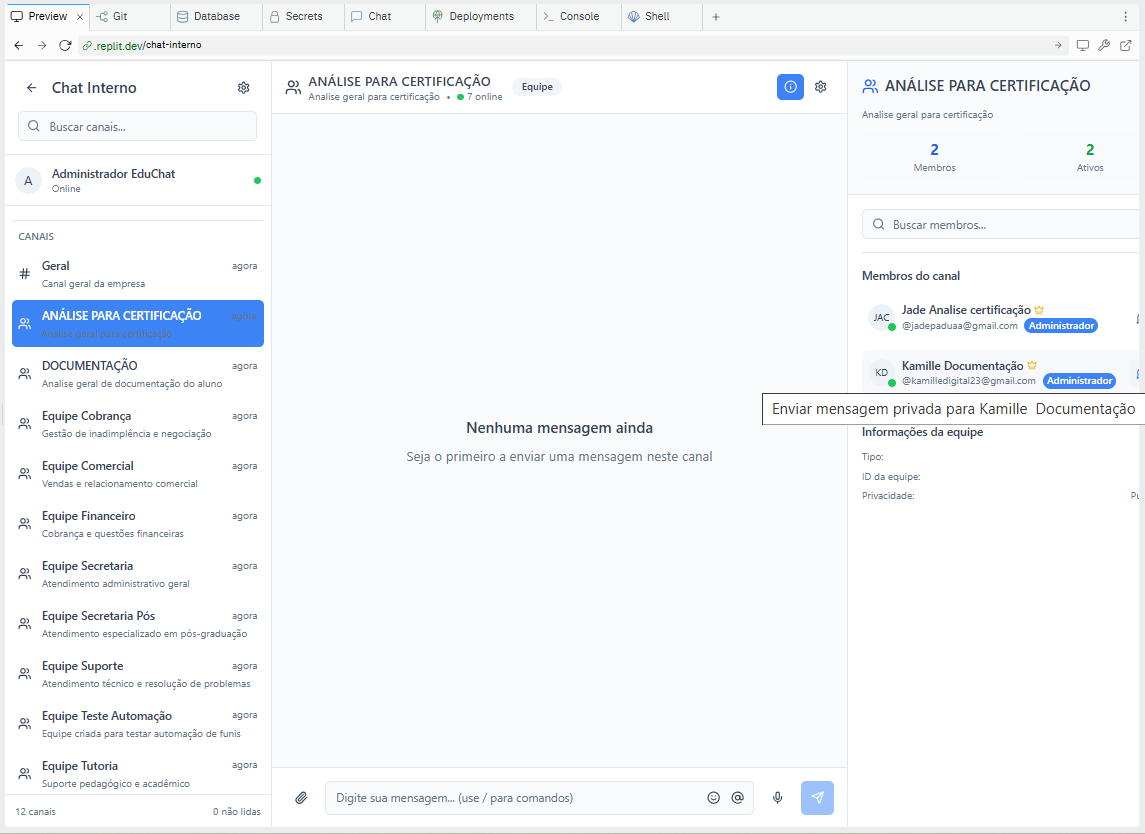 Preview
Git
Database
Secrets
Chat
Deployments
Console
Shell
.replit.dev/chat-interno
Chat Interno
Buscar canais...
A
Administrador EduChat
Online
CANAIS
Geral
agora
Canal geral da empresa
ANÁLISE PARA CERTIFICAÇÃO
agora
Analise geral para certificação
DOCUMENTAÇÃO
agora
Analise geral de documentação do aluno
Equipe Cobrança
agora
Gestão de inadimplência e negociação
Equipe Comercial
agora
Vendas e relacionamento comercial
Equipe Financeiro
agora
Cobrança e questões financeiras
Equipe Secretaria
agora
Atendimento administrativo geral
Equipe Secretaria Pós
agora
Atendimento especializado em pós-graduação
Equipe Suporte
agora
Atendimento técnico e resolução de problemas
Equipe Teste Automação
agora
Equipe criada para testar automação de funis
Equipe Tutoria
agora
Suporte pedagógico e acadêmico
12 canais
0 não lidas
ANÁLISE PARA CERTIFICAÇÃO
Equipe
Analise geral para certificação • 7 online
Nenhuma mensagem ainda
Seja o primeiro a enviar uma mensagem neste canal
Digite sua mensagem... (use / para comandos)
ANÁLISE PARA CERTIFICAÇÃO
Analise geral para certificação
2
Membros
2
Ativos
Buscar membros...
Membros do canal
JAC
Jade Analise certificação
@jadepaduaa@gmail.com
Administrador
KD
Kamille Documentação
@kamilledigital23@gmail.com
Administrador
Enviar mensagem privada para Kamille  Documentação
Informações da equipe
Tipo:
ID da equipe:
Privacidade: